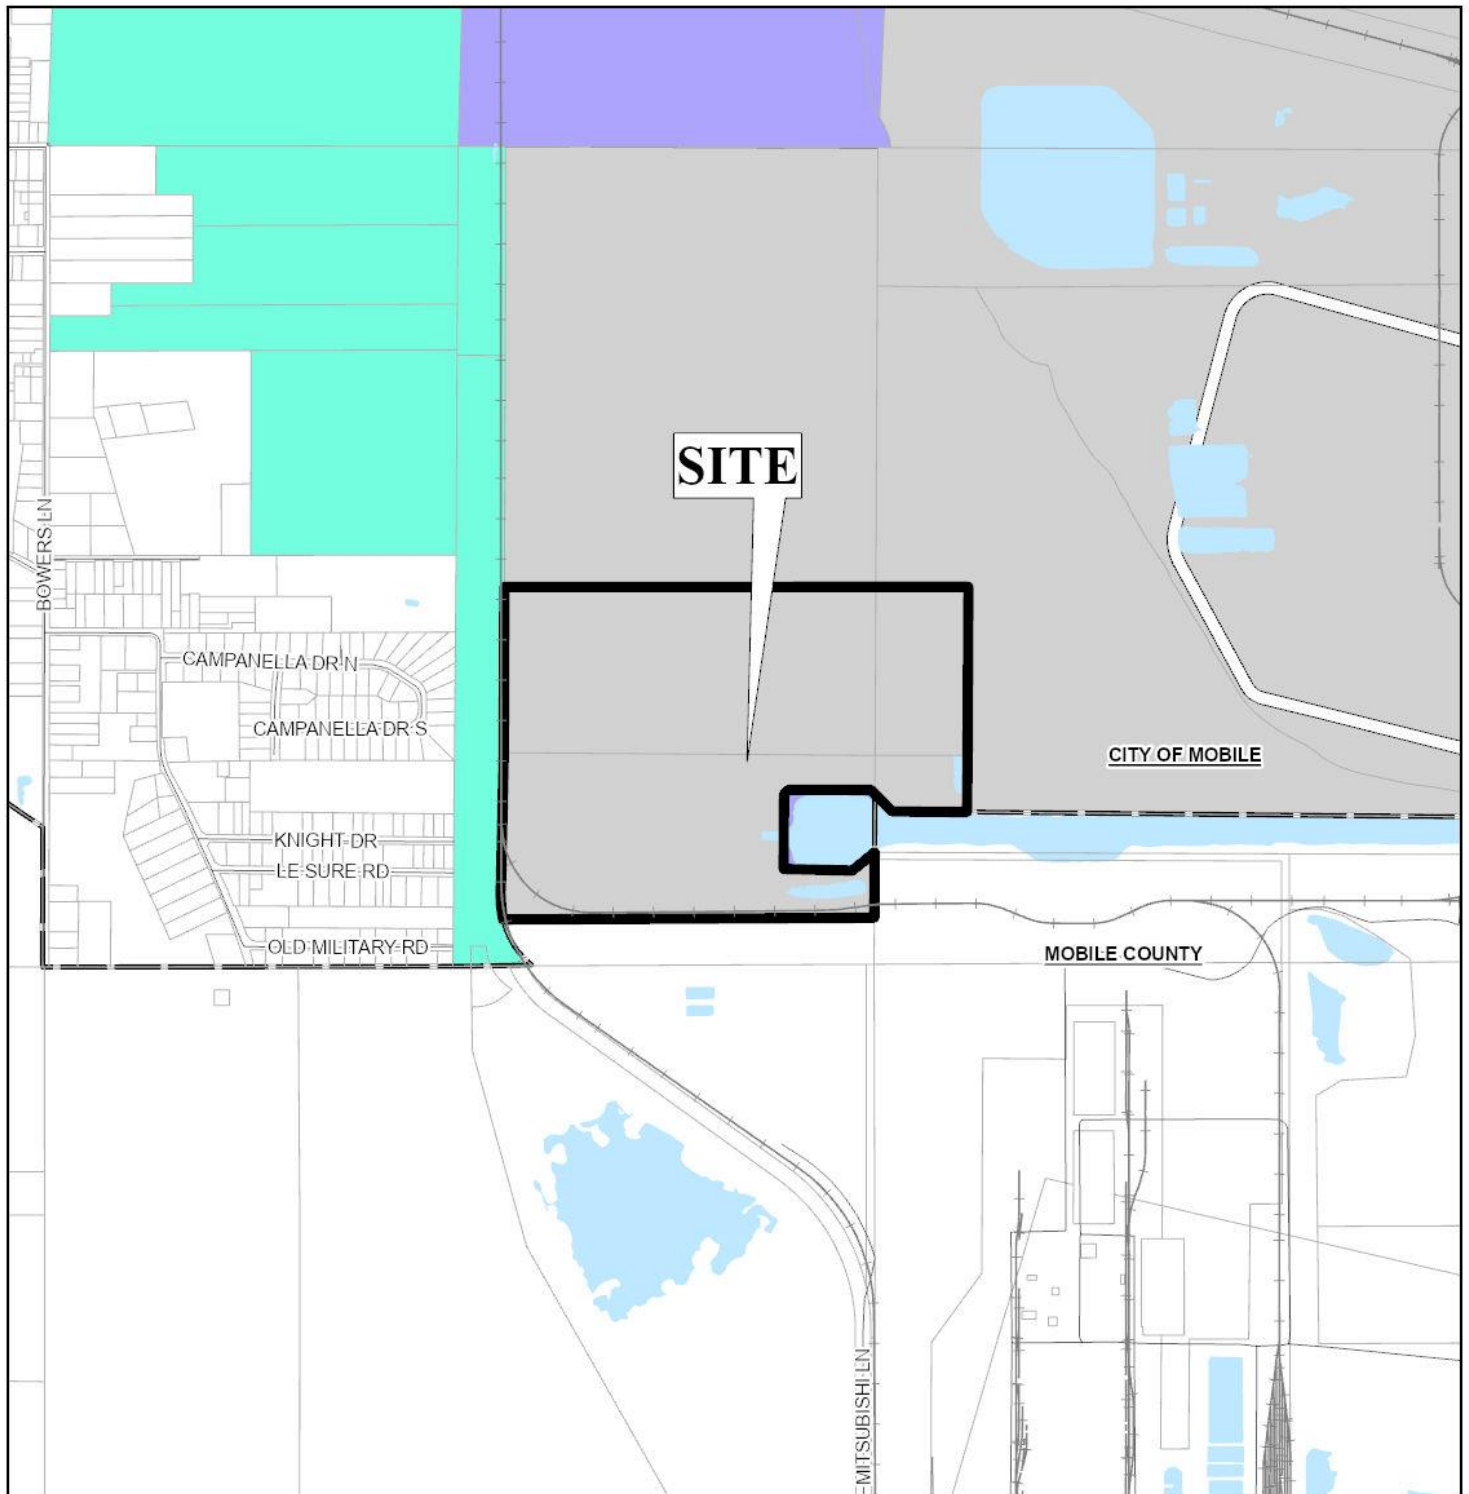 SITE
BOWERS LN
CAMPANELLA DR N
CAMPANELLA DR S
CITY OF MOBILE
KNIGHT DR
LE SURE RD
OLD MILITARY RD
MOBILE COUNTY
MITSUBISHI LN